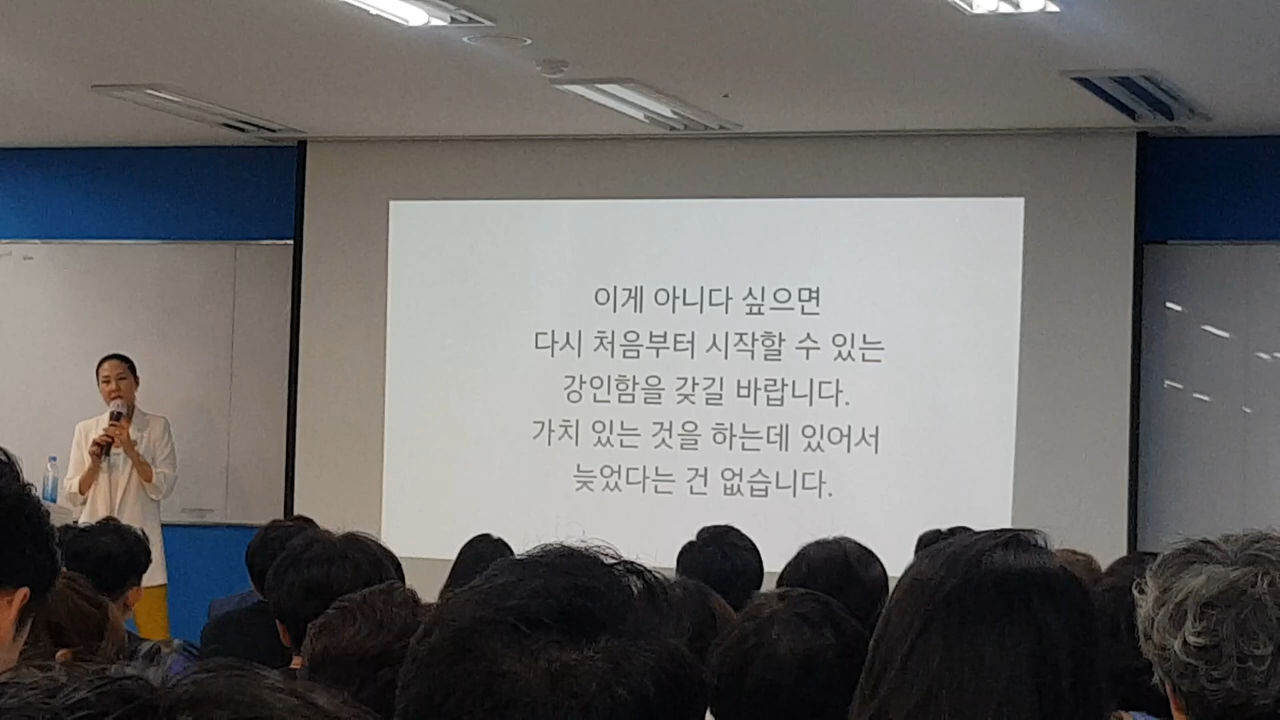 이게 아니다 싶으면
다시 처음부터 시작할 수 있는
강인함을 갖길 바랍니다.
가치 있는 것을 하는데 있어서
늦었다는 건 없습니다.